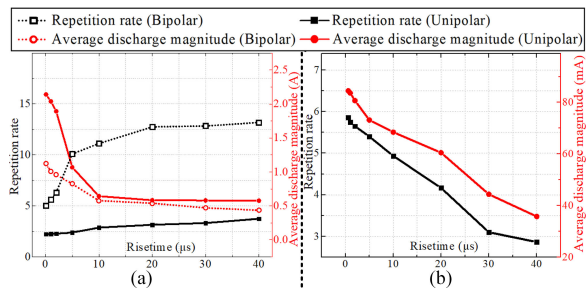 Repetition rate (Bipolar) Repetition rate (Unipolar)
Average discharge magnitude (Bipolar) Average discharge magnitude (Unipolar)
Repetition rate
0
5
10
15
0 10 20 30 40
Risetime (μs)
Average discharge magnitude (A)
0.0
0.5
1.0
1.5
2.0
2.5
(a)
Repetition rate
3
4
5
6
7
0 10 20 30 40
Risetime (μs)
Average discharge magnitude (mA)
20
40
60
80
(b)